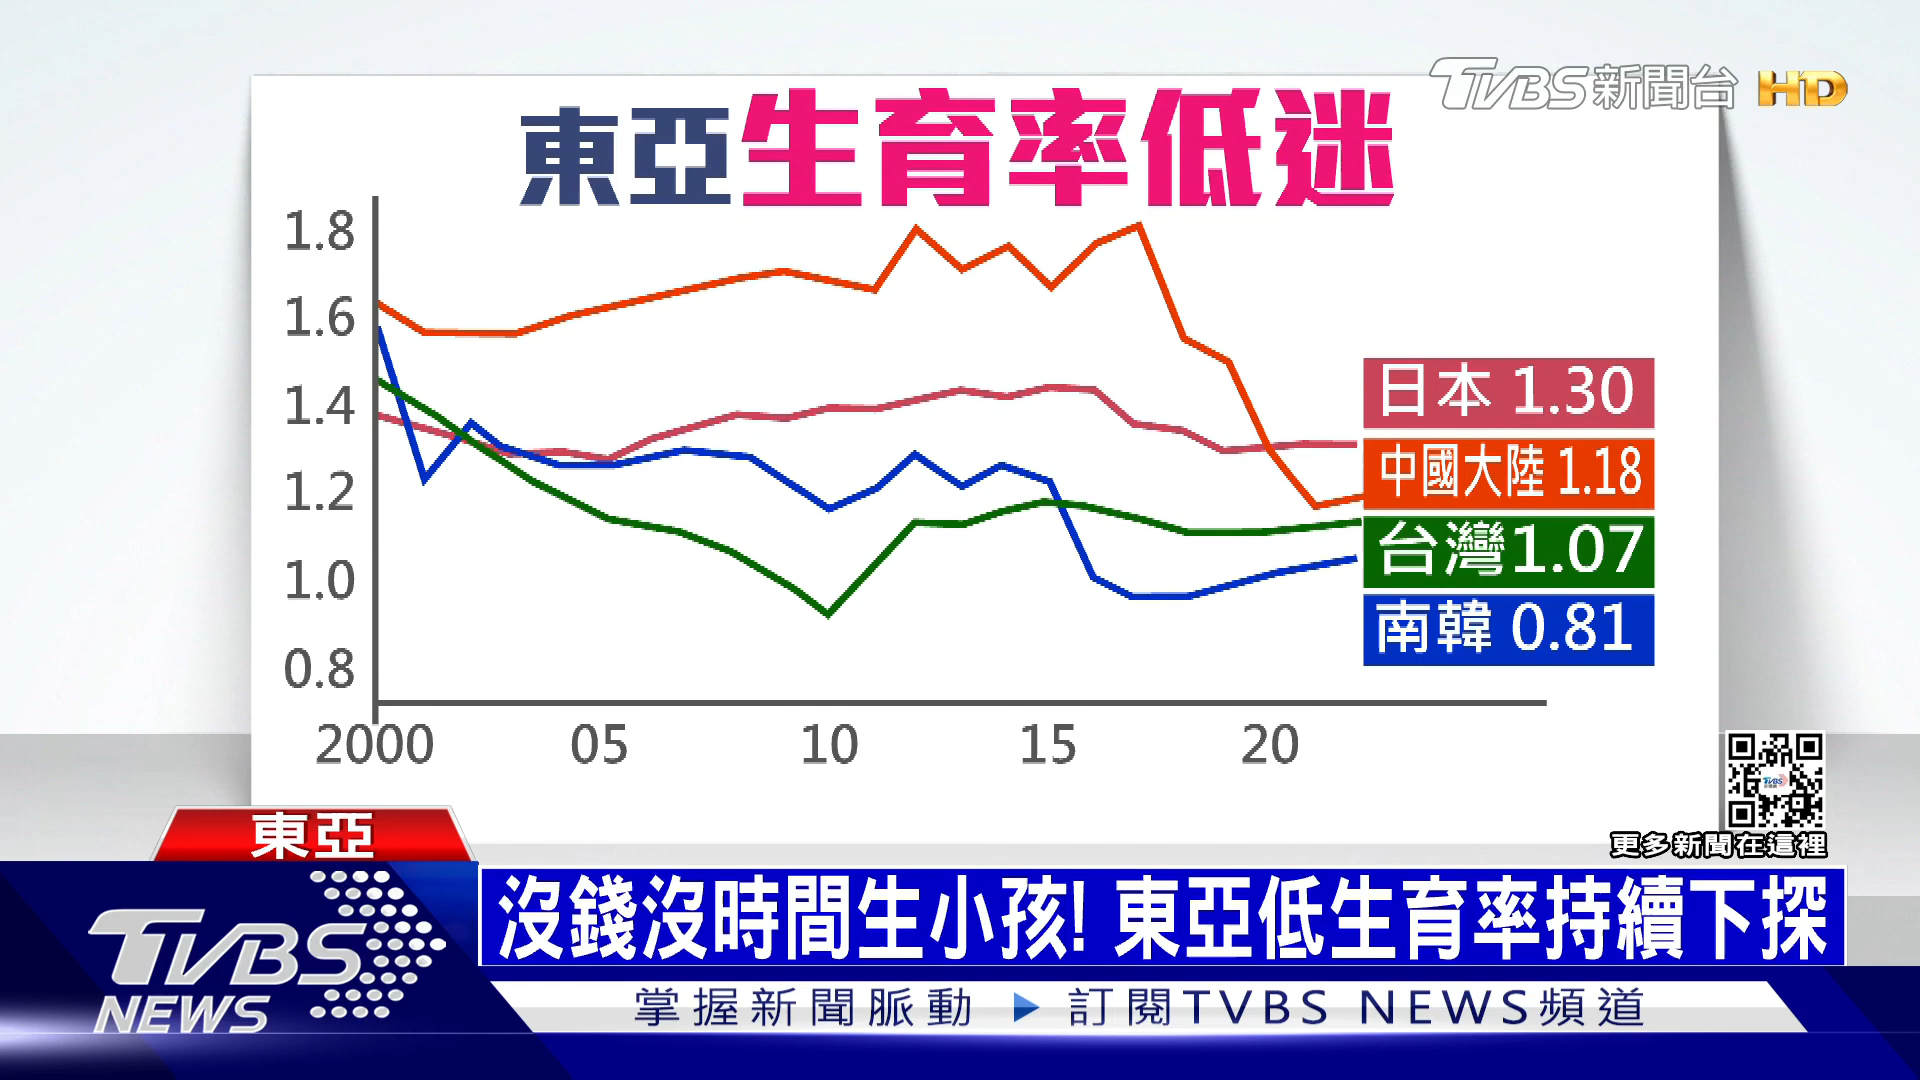 TVBS新聞台 HD
東亞生育率低迷
1.8
1.6
1.4
1.2
1.0
0.8
2000 05 10 15 20
日本 1.30
中國大陸 1.18
台灣1.07
南韓 0.81
TVBS
更多新聞在這裡
東亞
沒錢沒時間生小孩! 東亞低生育率持續下探
TVBS
NEWS
掌握新聞脈動 ▶ 訂閱TVBS NEWS頻道